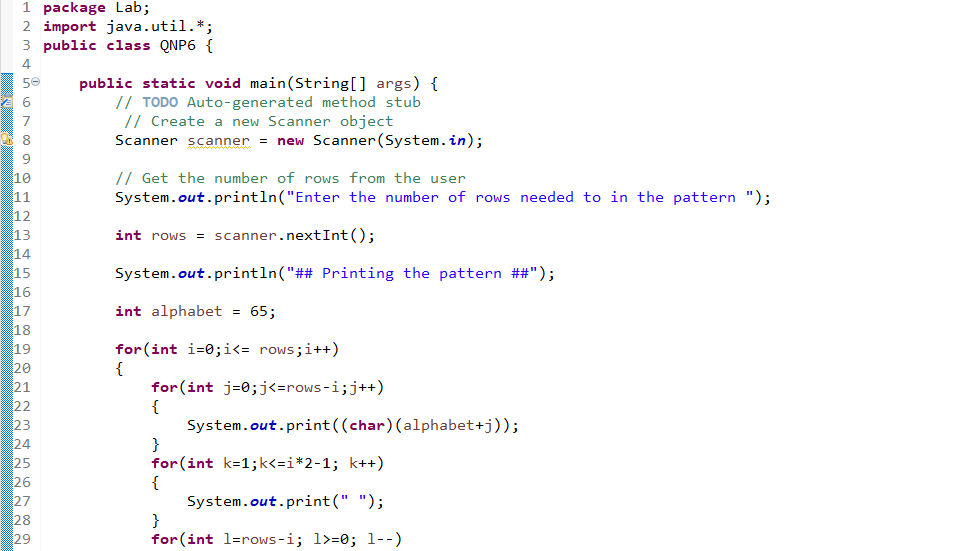 1 package Lab;
2 import java.util.*;
3 public class QNP6 {
4
5 public static void main(String[] args) {
6 // TODO Auto-generated method stub
7 // Create a new Scanner object
8 Scanner scanner = new Scanner(System.in);
9
10 // Get the number of rows from the user
11 System.out.println("Enter the number of rows needed to in the pattern ");
12
13 int rows = scanner.nextInt();
14
15 System.out.println("## Printing the pattern ##");
16
17 int alphabet = 65;
18
19 for(int i=0;i<= rows;i++)
20 {
21 for(int j=0;j<=rows-i;j++)
22 {
23 System.out.print((char)(alphabet+j));
24 }
25 for(int k=1;k<=i*2-1; k++)
26 {
27 System.out.print(" ");
28 }
29 for(int l=rows-i; l>=0; l--)